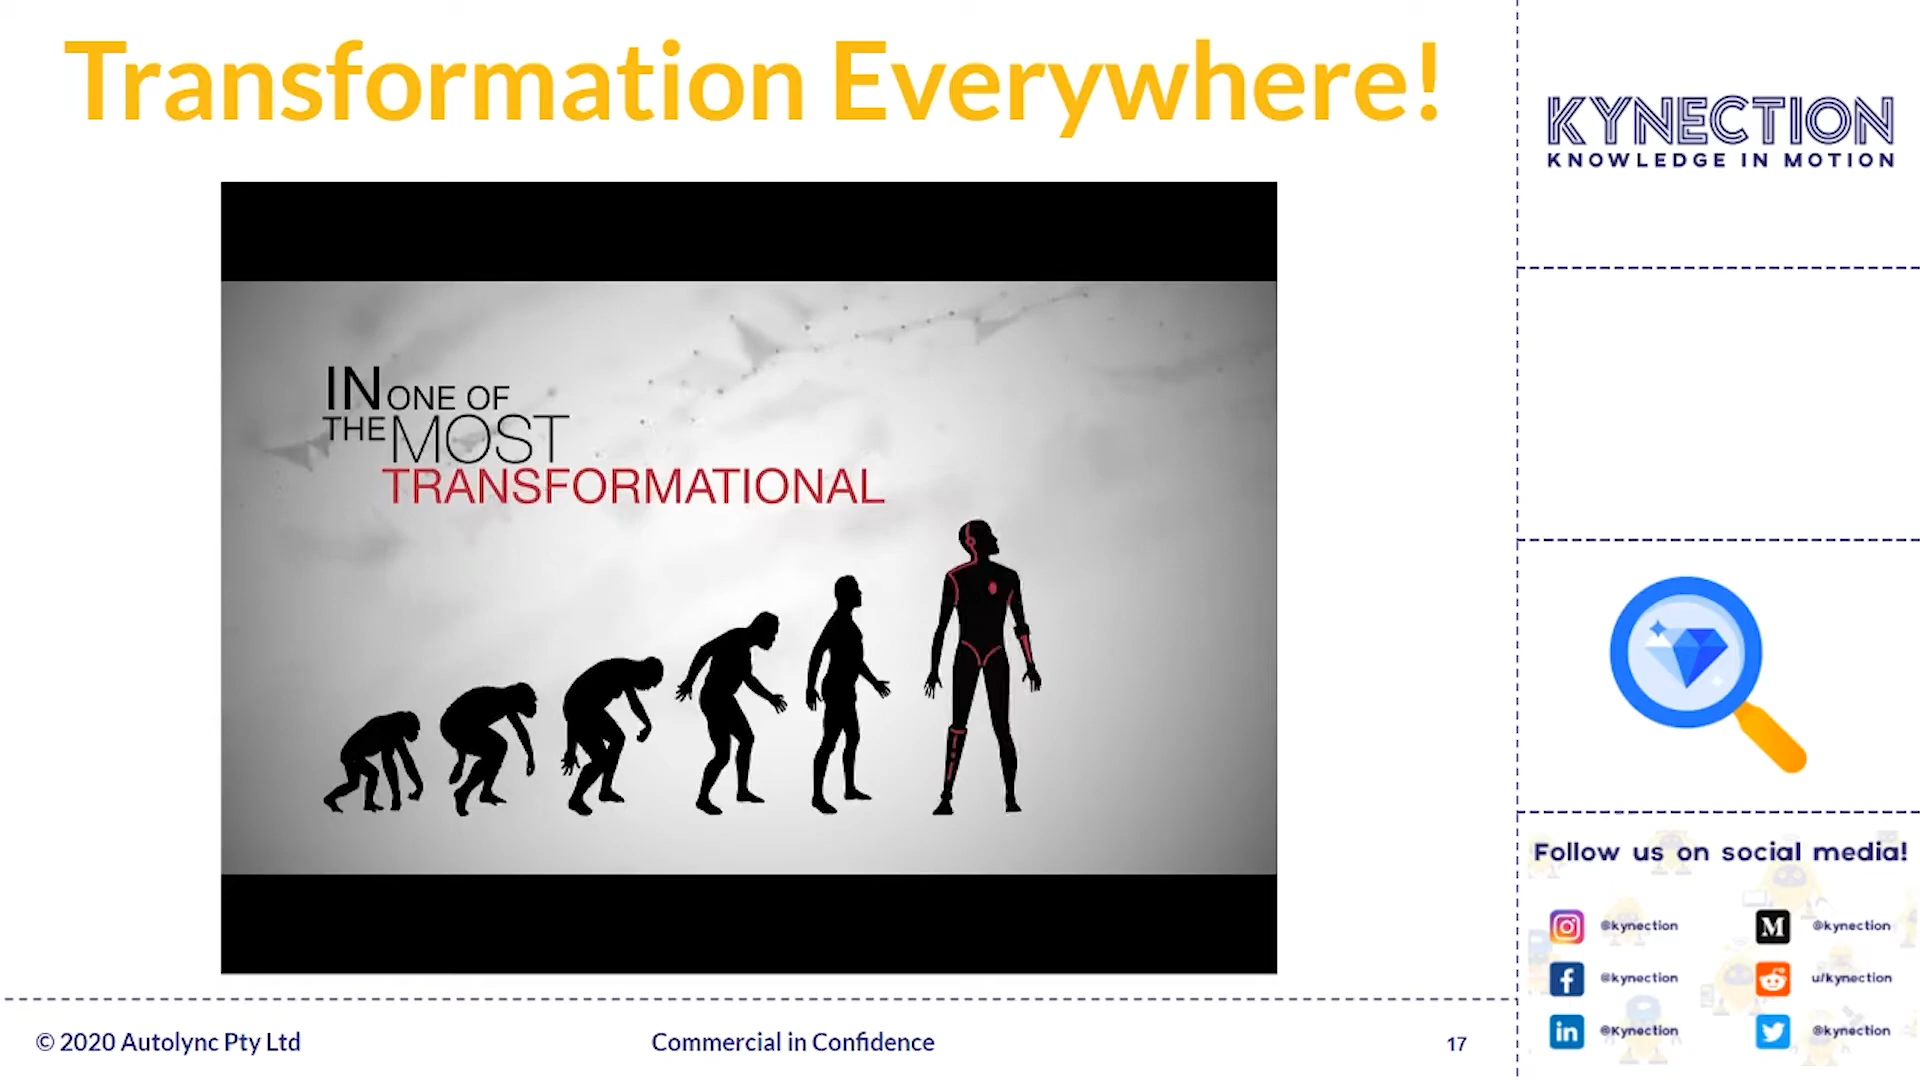 Transformation Everywhere!
IN ONE OF
THE MOST
TRANSFORMATIONAL
KYNECTION
KNOWLEDGE IN MOTION
Follow us on social media!
@kynection
@kynection
@kynection
u/kynection
@Kynection
@kynection
© 2020 Autolync Pty Ltd
Commercial in Confidence
17